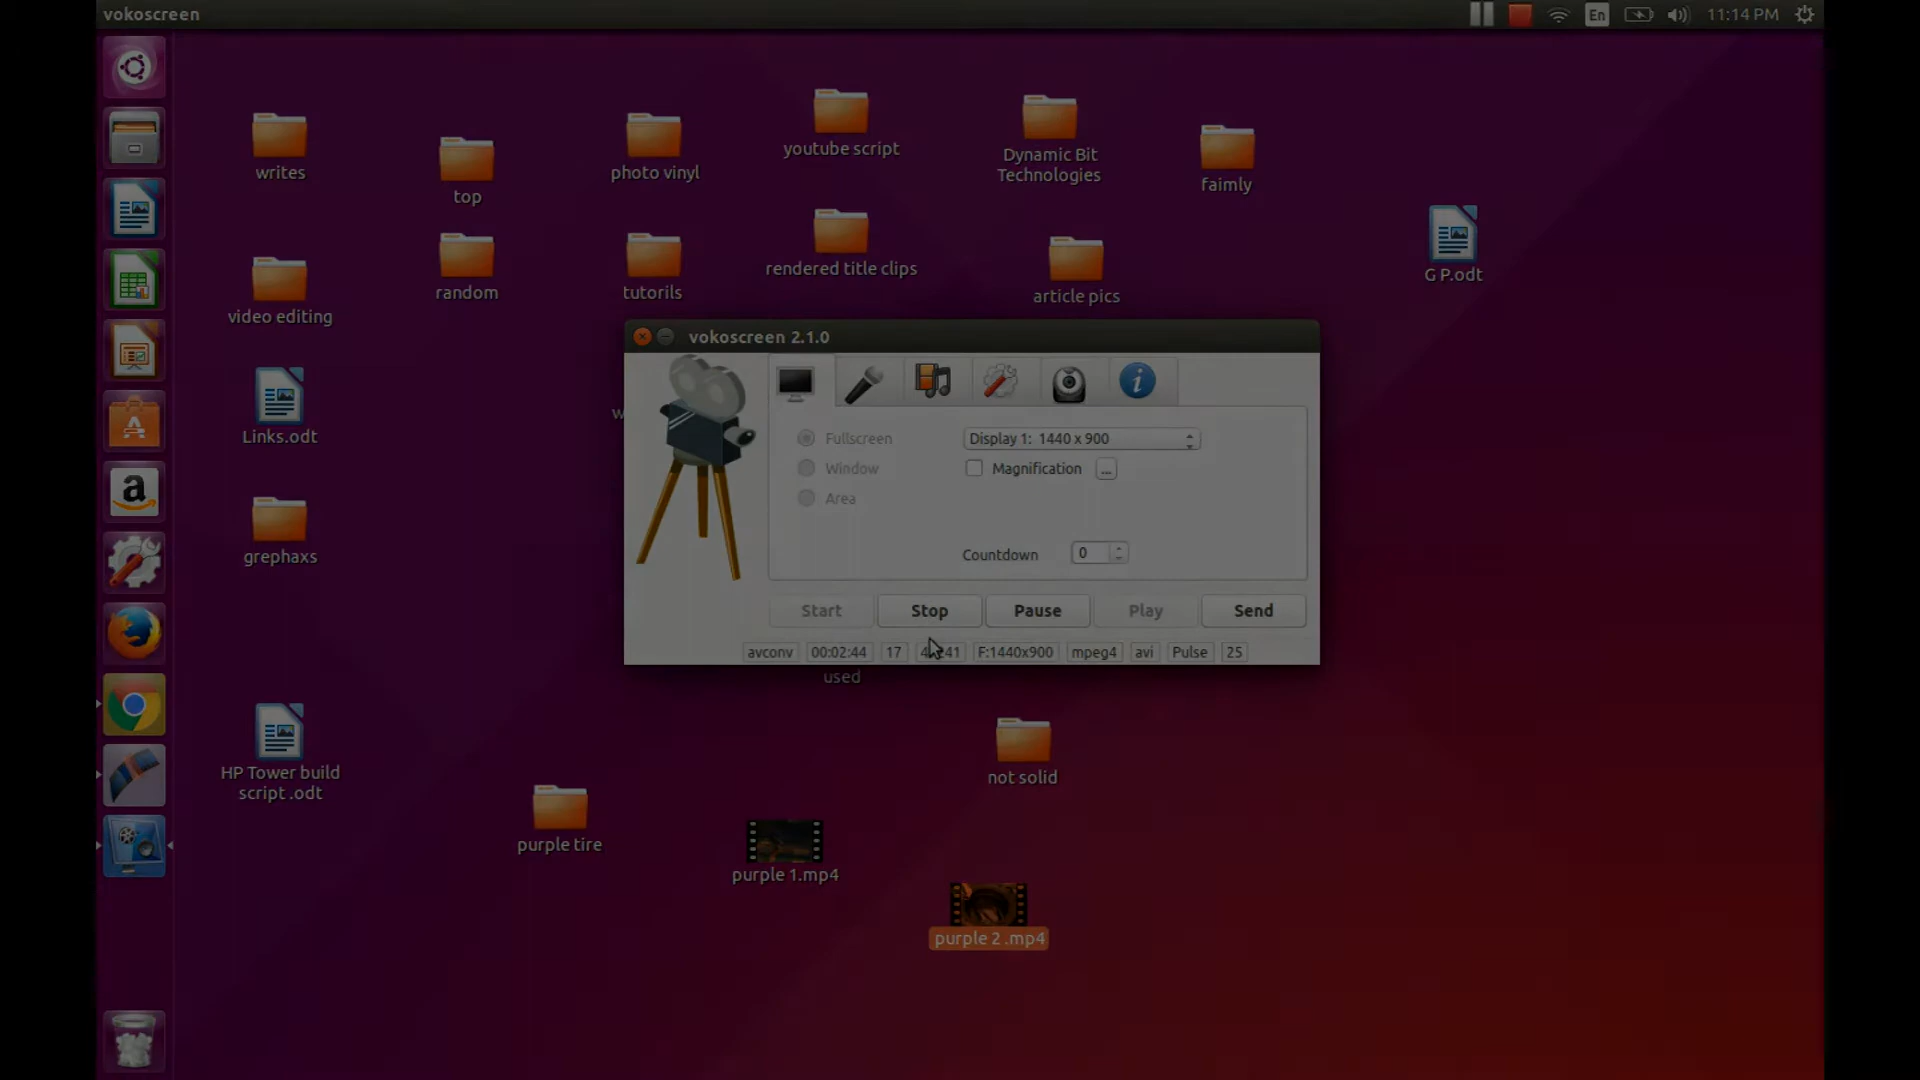 vokoscreen
En
11:14 PM
writes
top
photo vinyl
youtube script
Dynamic Bit
Technologies
faimly
G P.odt
video editing
random
tutorils
rendered title clips
article pics
Links.odt
grephaxs
vokoscreen 2.1.0
Fullscreen
Display 1: 1440 x 900
Window
Magnification
...
Area
Countdown
0
Start
Stop
Pause
Play
Send
avconv
00:02:44
17
F:1440x900
mpeg4
avi
Pulse
25
used
HP Tower build
script .odt
not solid
purple tire
purple 1.mp4
purple 2 .mp4